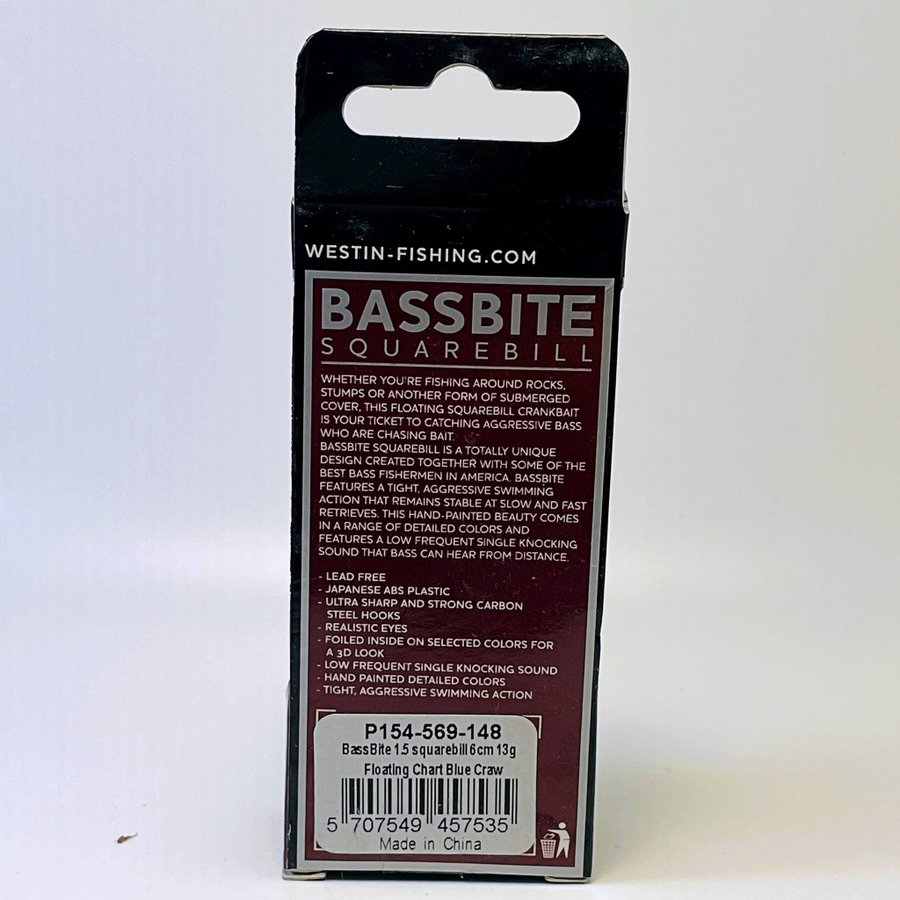 WESTIN-FISHING.COM
BASSBITE
SQUAREBILL
WHETHER YOU'RE FISHING AROUND ROCKS,
STUMPS OR ANOTHER FORM OF SUBMERGED
COVER, THIS FLOATING SQUAREBILL CRANKBAIT
IS YOUR TICKET TO CATCHING AGGRESSIVE BASS
WHO ARE CHASING BAIT.
BASSBITE SQUAREBILL IS A TOTALLY UNIQUE
DESIGN CREATED TOGETHER WITH SOME OF THE
BEST BASS FISHERMEN IN AMERICA. BASSBITE
FEATURES A TIGHT, AGGRESSIVE SWIMMING
ACTION THAT REMAINS STABLE AT SLOW AND FAST
RETRIEVES. THIS HAND-PAINTED BEAUTY COMES
IN A RANGE OF DETAILED COLORS AND
FEATURES A LOW FREQUENT SINGLE KNOCKING
SOUND THAT BASS CAN HEAR FROM DISTANCE.
- LEAD FREE
- JAPANESE ABS PLASTIC
- ULTRA SHARP AND STRONG CARBON
STEEL HOOKS
- REALISTIC EYES
- FOILED INSIDE ON SELECTED COLORS FOR
A 3D LOOK
- LOW FREQUENT SINGLE KNOCKING SOUND
- HAND PAINTED DETAILED COLORS
- TIGHT, AGGRESSIVE SWIMMING ACTION
P154-569-148
BassBite 1.5 squarebill 6cm 13g
Floating Chart Blue Craw
5 707549 457535
Made in China